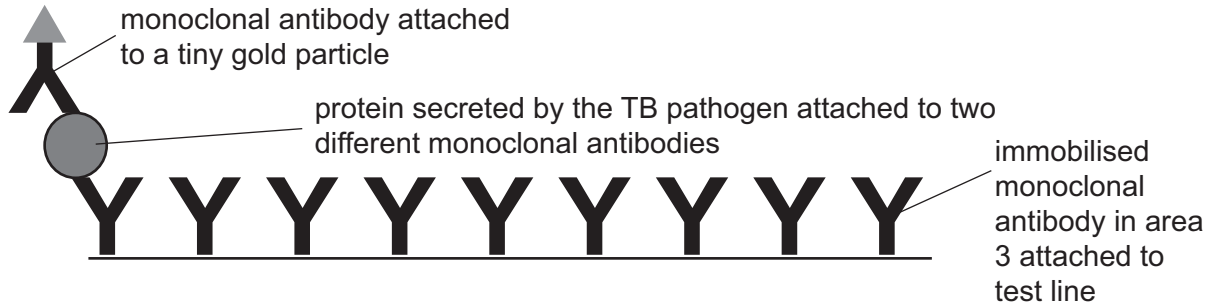 monoclonal antibody attached
to a tiny gold particle
protein secreted by the TB pathogen attached to two
different monoclonal antibodies
immobilised
monoclonal
antibody in area
3 attached to
test line